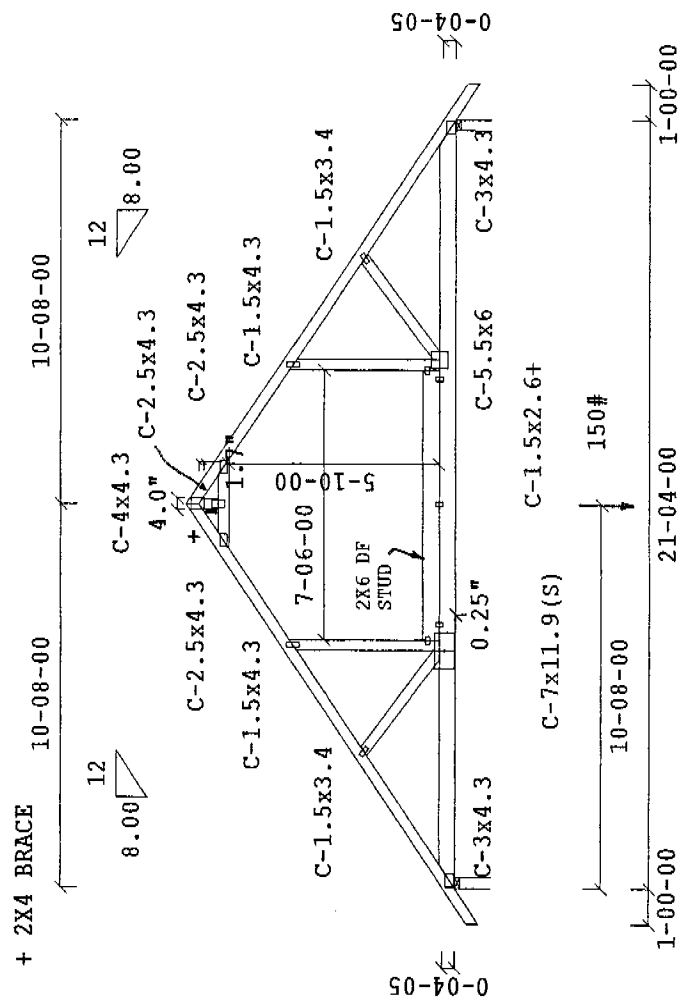 + 2X4 BRACE
10-08-00
10-08-00
12
8.00
12
8.00
C-4x4.3
4.0"
+
C-2.5x4.3
C-2.5x4.3
C-2.5x4.3
C-1.5x4.3
C-1.5x4.3
C-1.5x3.4
C-1.5x3.4
7-06-00
5-10-00
2X6 DF
STUD
0-04-05
0-04-05
C-3x4.3
0.25"
C-5.5x6
C-3x4.3
C-7x11.9(S)
C-1.5x2.6+
10-08-00
150#
1-00-00
21-04-00
1-00-00